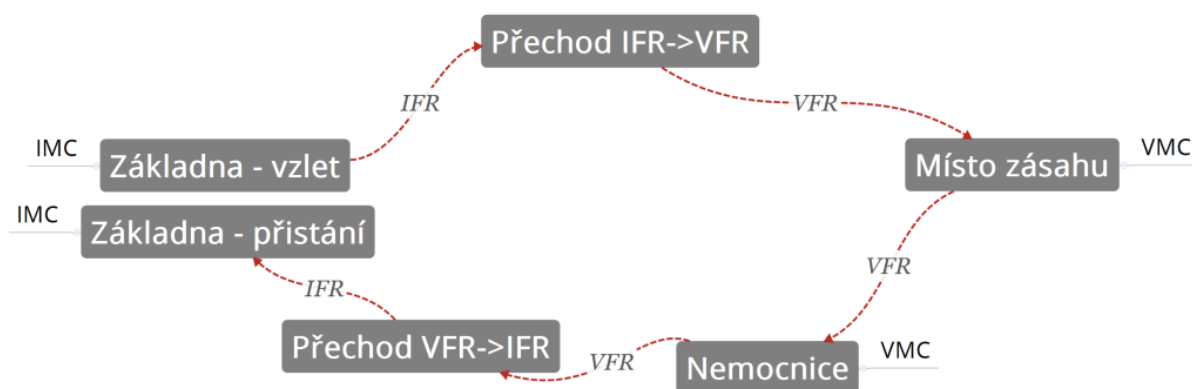 Přechod IFR->VFR
IFR
VFR
IMC
Základna - vzlet
Místo zásahu
VMC
IMC
Základna - přistání
VFR
IFR
Přechod VFR->IFR
VFR
Nemocnice
VMC